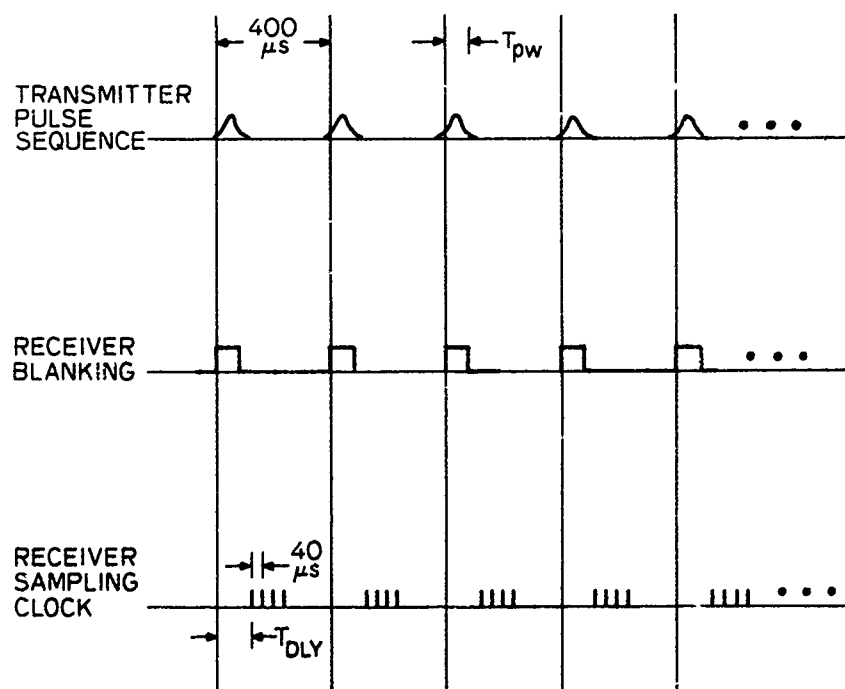 400
μs
T_pw
TRANSMITTER
PULSE
SEQUENCE
RECEIVER
BLANKING
RECEIVER
SAMPLING
CLOCK
40
μs
T_DLY